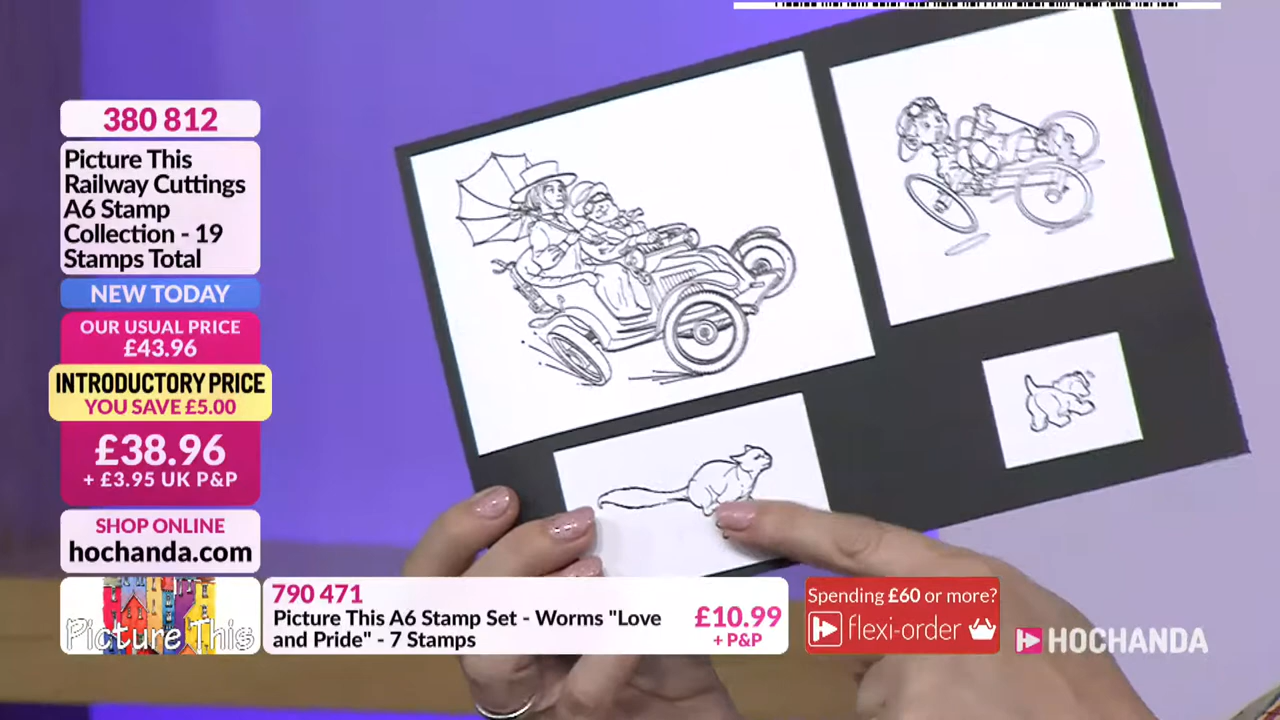 380 812
Picture This
Railway Cuttings
A6 Stamp
Collection - 19
Stamps Total
NEW TODAY
OUR USUAL PRICE
£43.96
INTRODUCTORY PRICE
YOU SAVE £5.00
£38.96
+ £3.95 UK P&P
SHOP ONLINE
hochanda.com
Picture This
790 471
Picture This A6 Stamp Set - Worms "Love
and Pride" - 7 Stamps
£10.99
+ P&P
Spending £60 or more?
flexi-order
HOCHANDA